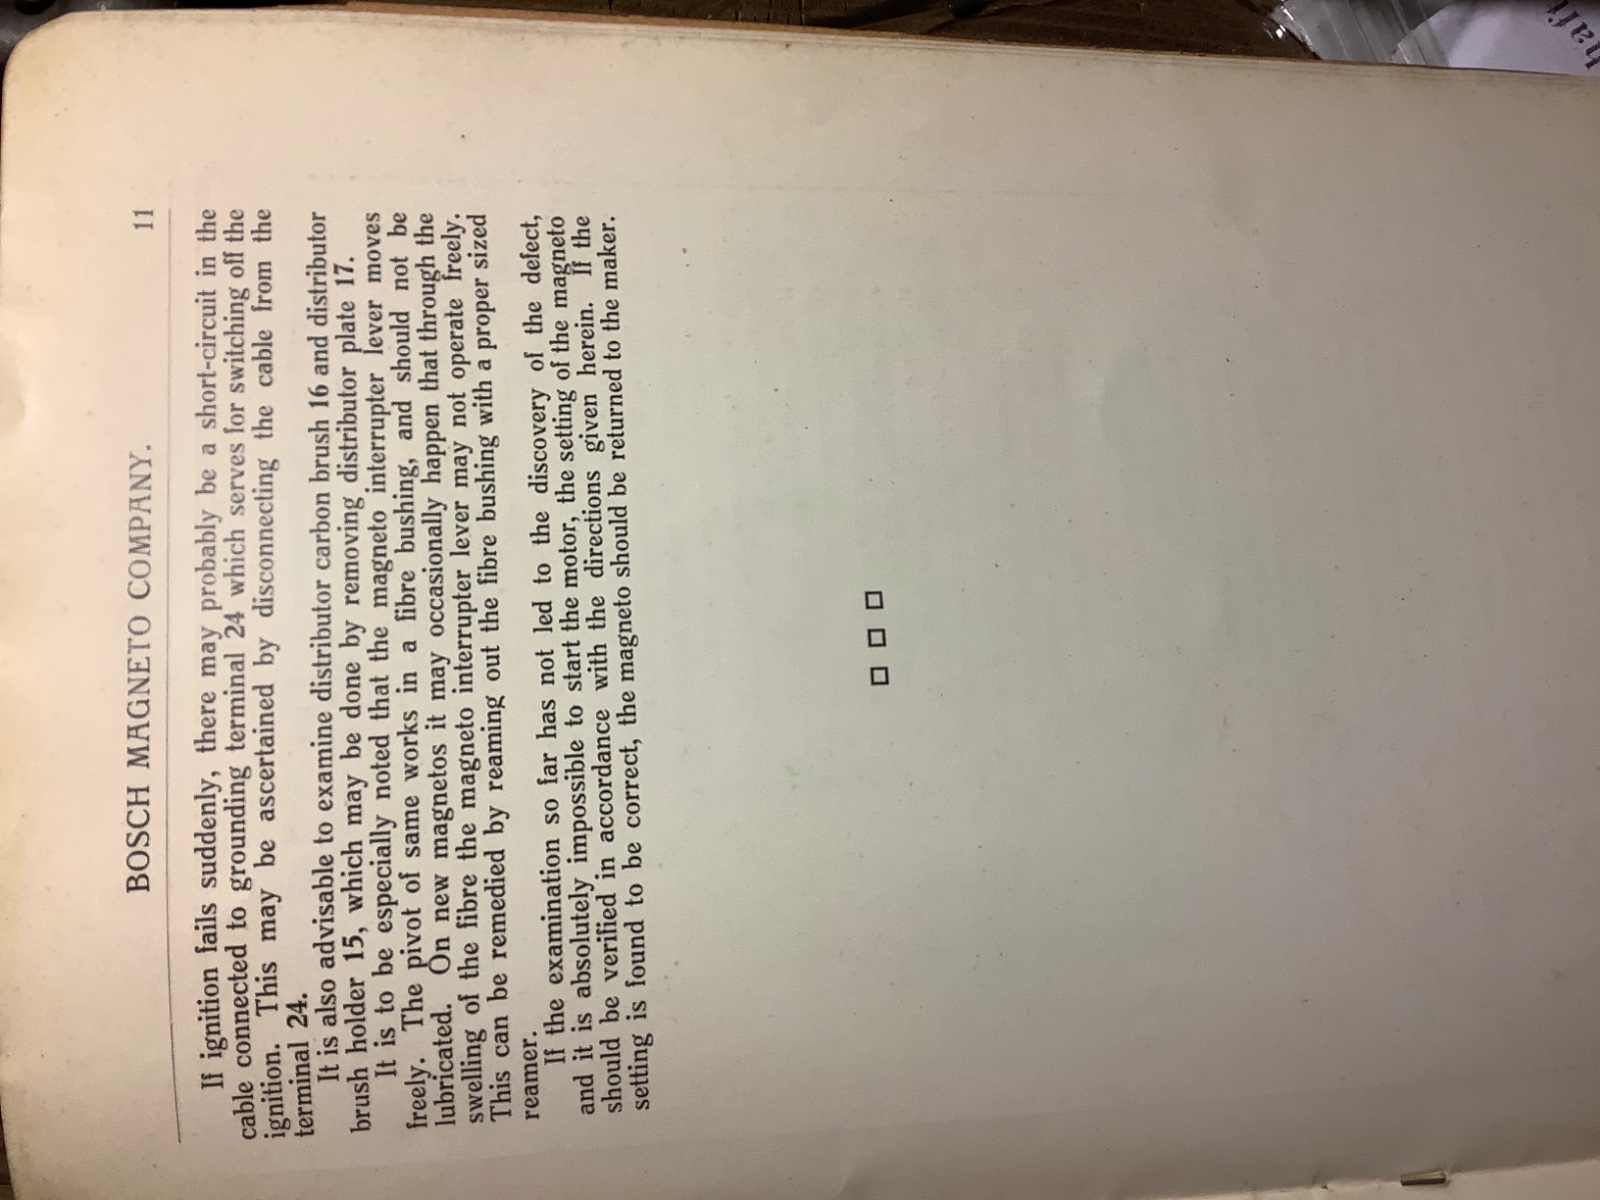 BOSCH MAGNETO COMPANY. 11
If ignition fails suddenly, there may probably be a short-circuit in the
cable connected to grounding terminal 24 which serves for switching off the
ignition. This may be ascertained by disconnecting the cable from the
terminal 24.
It is also advisable to examine distributor carbon brush 16 and distributor
brush holder 15, which may be done by removing distributor plate 17.
It is to be especially noted that the magneto interrupter lever moves
freely. The pivot of same works in a fibre bushing, and should not be
lubricated. On new magnetos it may occasionally happen that through the
swelling of the fibre the magneto interrupter lever may not operate freely.
This can be remedied by reaming out the fibre bushing with a proper sized
reamer.
If the examination so far has not led to the discovery of the defect,
and it is absolutely impossible to start the motor, the setting of the magneto
should be verified in accordance with the directions given herein. If the
setting is found to be correct, the magneto should be returned to the maker.